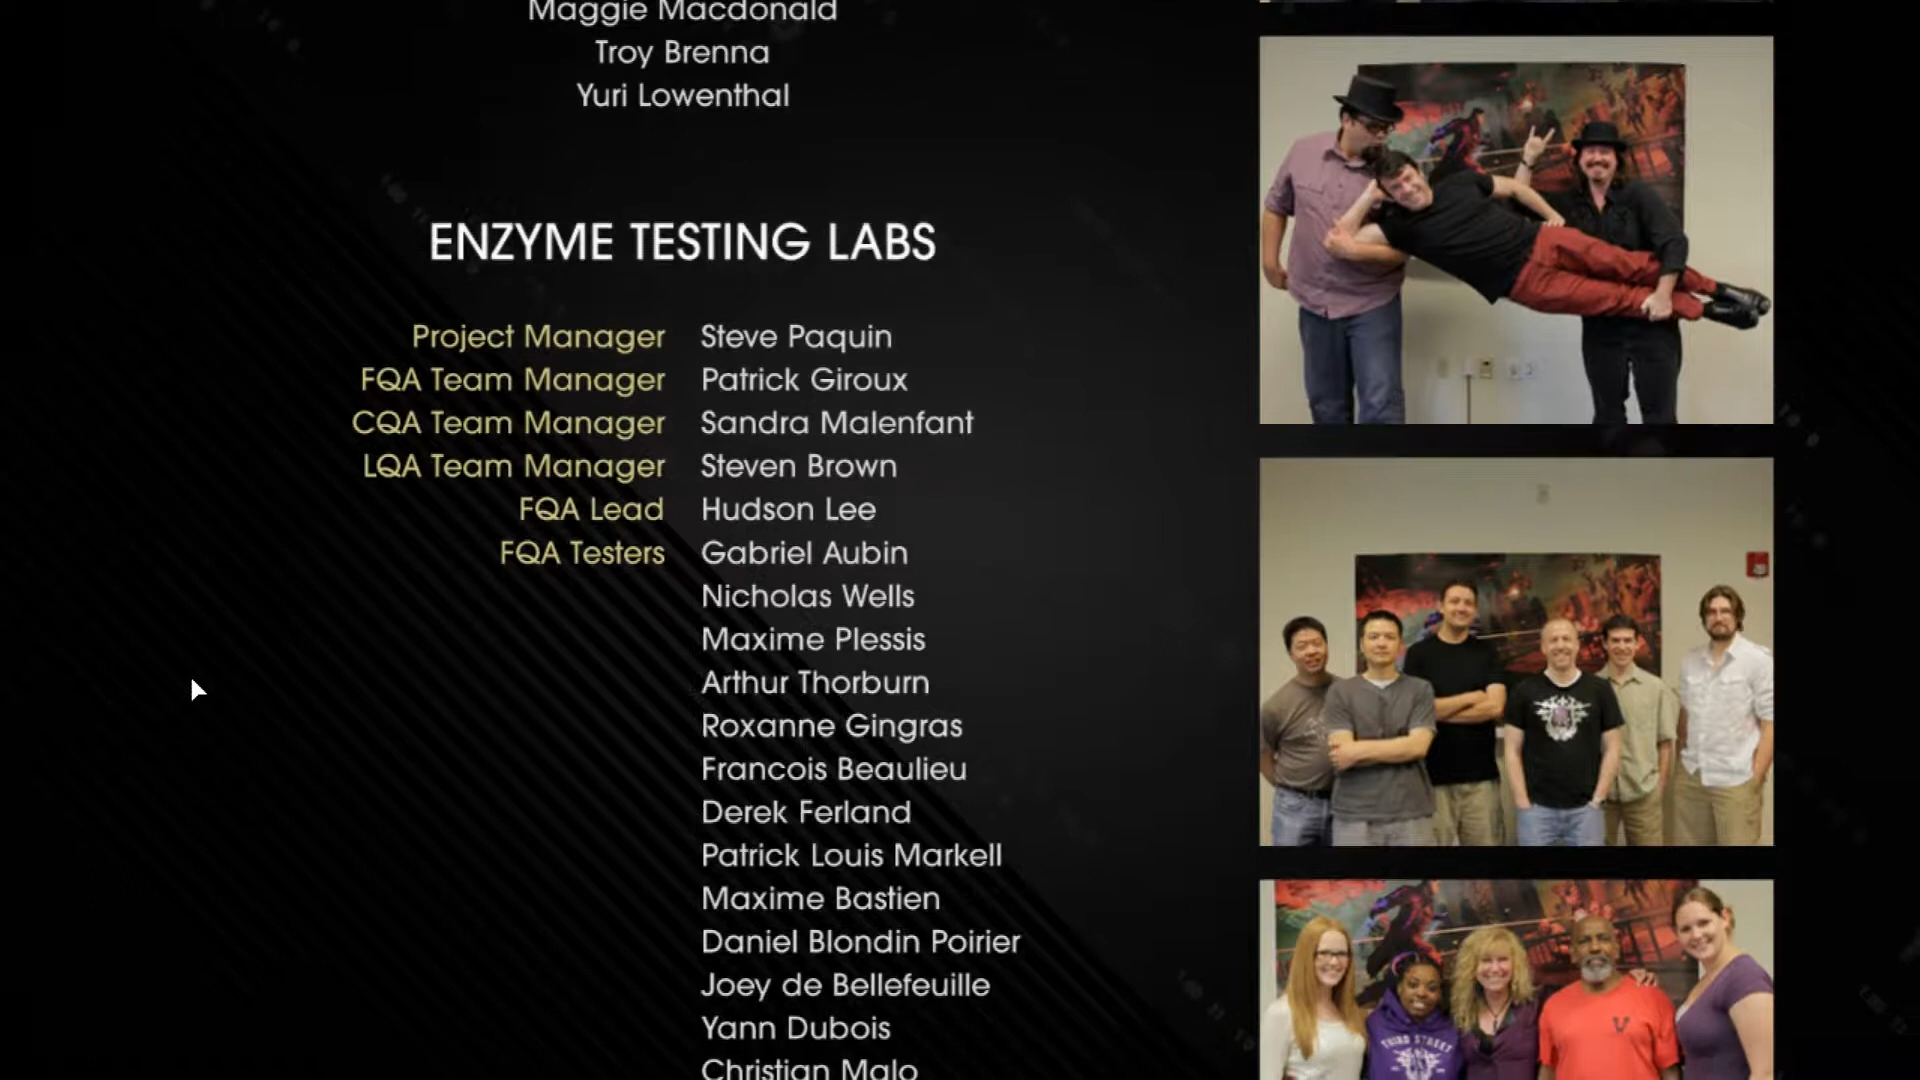 Maggie Macdonald
Troy Brenna
Yuri Lowenthal
ENZYME TESTING LABS
Project Manager Steve Paquin
FQA Team Manager Patrick Giroux
CQA Team Manager Sandra Malenfant
LQA Team Manager Steven Brown
FQA Lead Hudson Lee
FQA Testers Gabriel Aubin
Nicholas Wells
Maxime Plessis
Arthur Thorburn
Roxanne Gingras
Francois Beaulieu
Derek Ferland
Patrick Louis Markell
Maxime Bastien
Daniel Blondin Poirier
Joey de Bellefeuille
Yann Dubois
Christian Malo
THIRD STREET